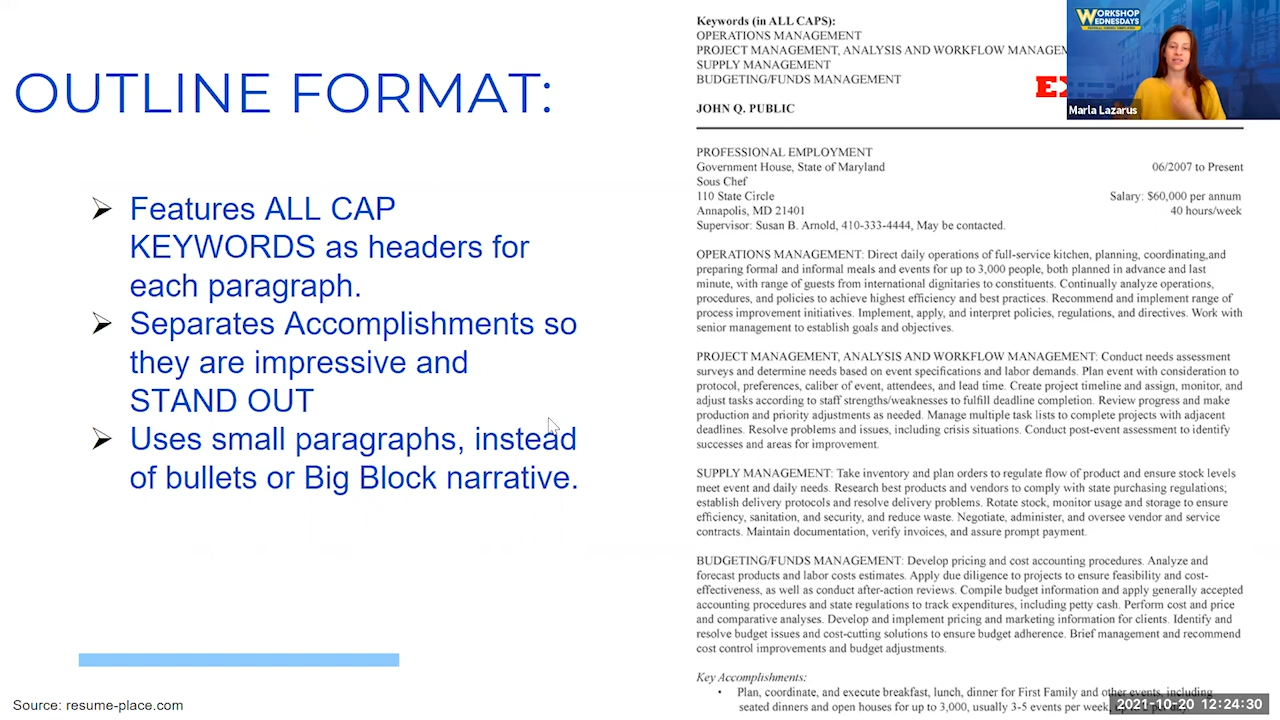 OUTLINE FORMAT:
Features ALL CAP
KEYWORDS as headers for
each paragraph.
Separates Accomplishments so
they are impressive and
STAND OUT
Uses small paragraphs, instead
of bullets or Big Block narrative.
Source: resume-place.com
Keywords (in ALL CAPS):
OPERATIONS MANAGEMENT
PROJECT MANAGEMENT, ANALYSIS AND WORKFLOW MANAGEM
SUPPLY MANAGEMENT
BUDGETING/FUNDS MANAGEMENT
EX
JOHN Q. PUBLIC
WORKSHOP
WEDNESDAYS
Marla Lazarus
PROFESSIONAL EMPLOYMENT
Government House, State of Maryland 06/2007 to Present
Sous Chef
110 State Circle Salary: $60,000 per annum
Annapolis, MD 21401 40 hours/week
Supervisor: Susan B. Arnold, 410-333-4444, May be contacted.
OPERATIONS MANAGEMENT: Direct daily operations of full-service kitchen, planning, coordinating,and
preparing formal and informal meals and events for up to 3,000 people, both planned in advance and last
minute, with range of guests from international dignitaries to constituents. Continually analyze operations,
procedures, and policies to achieve highest efficiency and best practices. Recommend and implement range of
process improvement initiatives. Implement, apply, and interpret policies, regulations, and directives. Work with
senior management to establish goals and objectives.
PROJECT MANAGEMENT, ANALYSIS AND WORKFLOW MANAGEMENT: Conduct needs assessment
surveys and determine needs based on event specifications and labor demands. Plan event with consideration to
protocol, preferences, caliber of event, attendees, and lead time. Create project timeline and assign, monitor, and
adjust tasks according to staff strengths/weaknesses to fulfill deadline completion. Review progress and make
production and priority adjustments as needed. Manage multiple task lists to complete projects with adjacent
deadlines. Resolve problems and issues, including crisis situations. Conduct post-event assessment to identify
successes and areas for improvement.
SUPPLY MANAGEMENT: Take inventory and plan orders to regulate flow of product and ensure stock levels
meet event and daily needs. Research best products and vendors to comply with state purchasing regulations;
establish delivery protocols and resolve delivery problems. Rotate stock, monitor usage and storage to ensure
efficiency, sanitation, and security, and reduce waste. Negotiate, administer, and oversee vendor and service
contracts. Maintain documentation, verify invoices, and assure prompt payment.
BUDGETING/FUNDS MANAGEMENT: Develop pricing and cost accounting procedures. Analyze and
forecast products and labor costs estimates. Apply due diligence to projects to ensure feasibility and cost-
effectiveness, as well as conduct after-action reviews. Compile budget information and apply generally accepted
accounting procedures and state regulations to track expenditures, including petty cash. Perform cost and price
and comparative analyses. Develop and implement pricing and marketing information for clients. Identify and
resolve budget issues and cost-cutting solutions to ensure budget adherence. Brief management and recommend
cost control improvements and budget adjustments.
Key Accomplishments:
• Plan, coordinate, and execute breakfast, lunch, dinner for First Family and other events, including
seated dinners and open houses for up to 3,000, usually 3-5 events per week,
2021-10-20 12:24:30